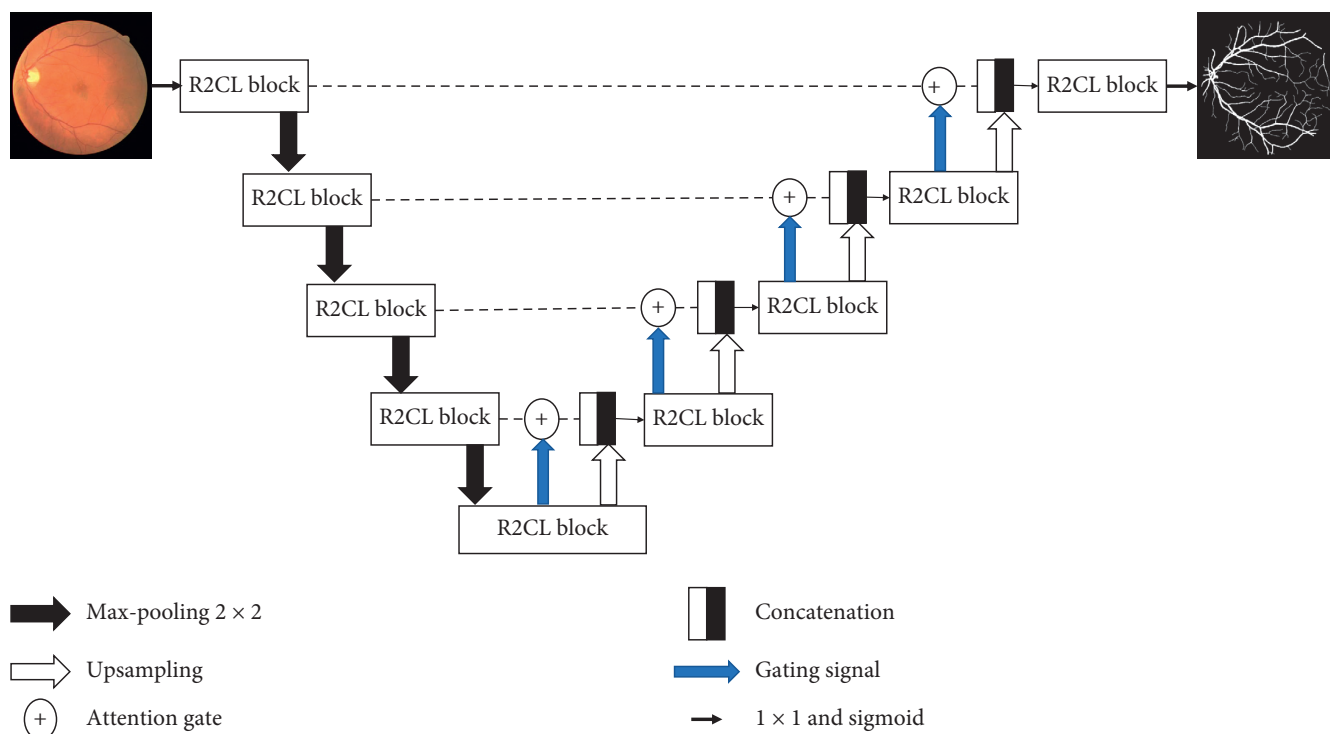 R2CL block
R2CL block
R2CL block
R2CL block
R2CL block
R2CL block
R2CL block
R2CL block
R2CL block
+
+
+
+
Max-pooling 2 × 2
Upsampling
+ Attention gate
Concatenation
Gating signal
1 × 1 and sigmoid